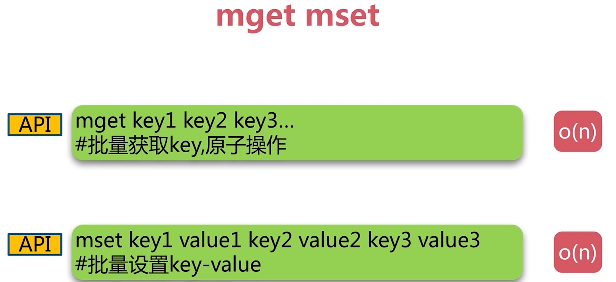 mget mset
API
mget key1 key2 key3...
#批量获取key,原子操作
o(n)
API
mset key1 value1 key2 value2 key3 value3
#批量设置key-value
o(n)